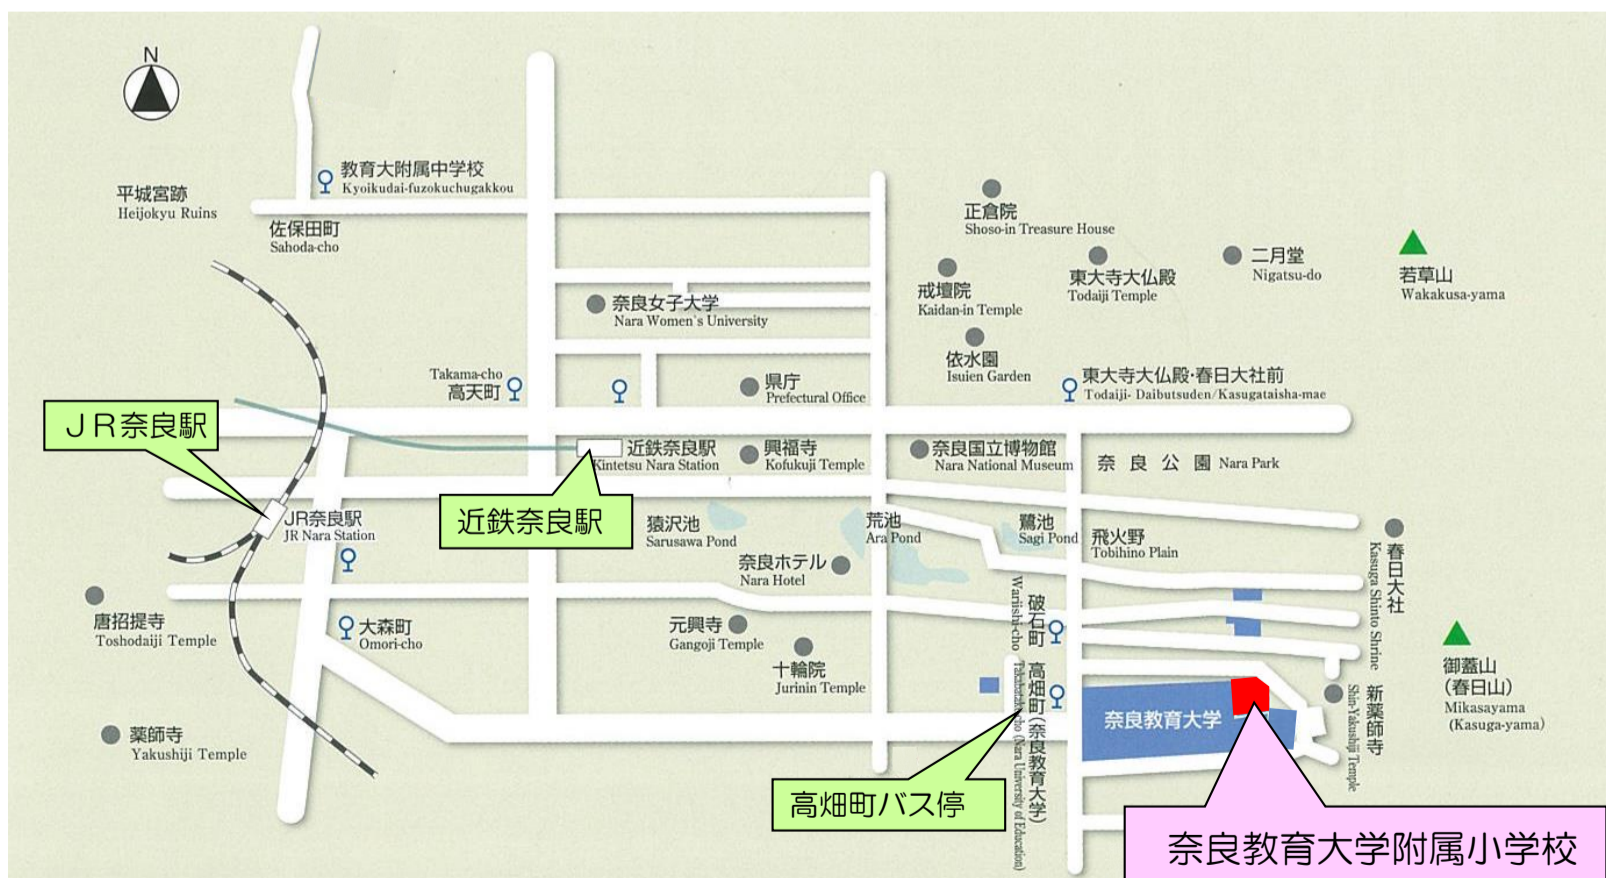 N
教育大附属中学校
Kyoikudai-fuzokuchugakkou
平城宮跡
Heijokyu Ruins
佐保田町
Sahoda-cho
正倉院
Shoso-in Treasure House
戒壇院
Kaidan-in Temple
東大寺大仏殿
Todaiji Temple
二月堂
Nigatsu-do
若草山
Wakakusa-yama
奈良女子大学
Nara Women's University
依水園
Isuien Garden
Takama-cho
高天町
県庁
Prefectural Office
東大寺大仏殿・春日大社前
Todaiji- Daibutsuden/Kasugataisha-mae
ＪＲ奈良駅
近鉄奈良駅
Kintetsu Nara Station
興福寺
Kofukuji Temple
奈良国立博物館
Nara National Museum
奈良公園 Nara Park
近鉄奈良駅
JR奈良駅
JR Nara Station
猿沢池
Sarusawa Pond
荒池
Ara Pond
鷺池
Sagi Pond
飛火野
Tobihino Plain
奈良ホテル
Nara Hotel
春日大社
Kasuga Shinto Shrine
唐招提寺
Toshodaiji Temple
大森町
Omori-cho
元興寺
Gangoji Temple
十輪院
Jurinin Temple
破石町
Wariishi-cho
高畑町(奈良教育大学)
Takabatake-cho (Nara University of Education)
奈良教育大学
新薬師寺
Shin-Yakushiji Temple
御蓋山
(春日山)
Mikasayama
(Kasuga-yama)
薬師寺
Yakushiji Temple
高畑町バス停
奈良教育大学附属小学校